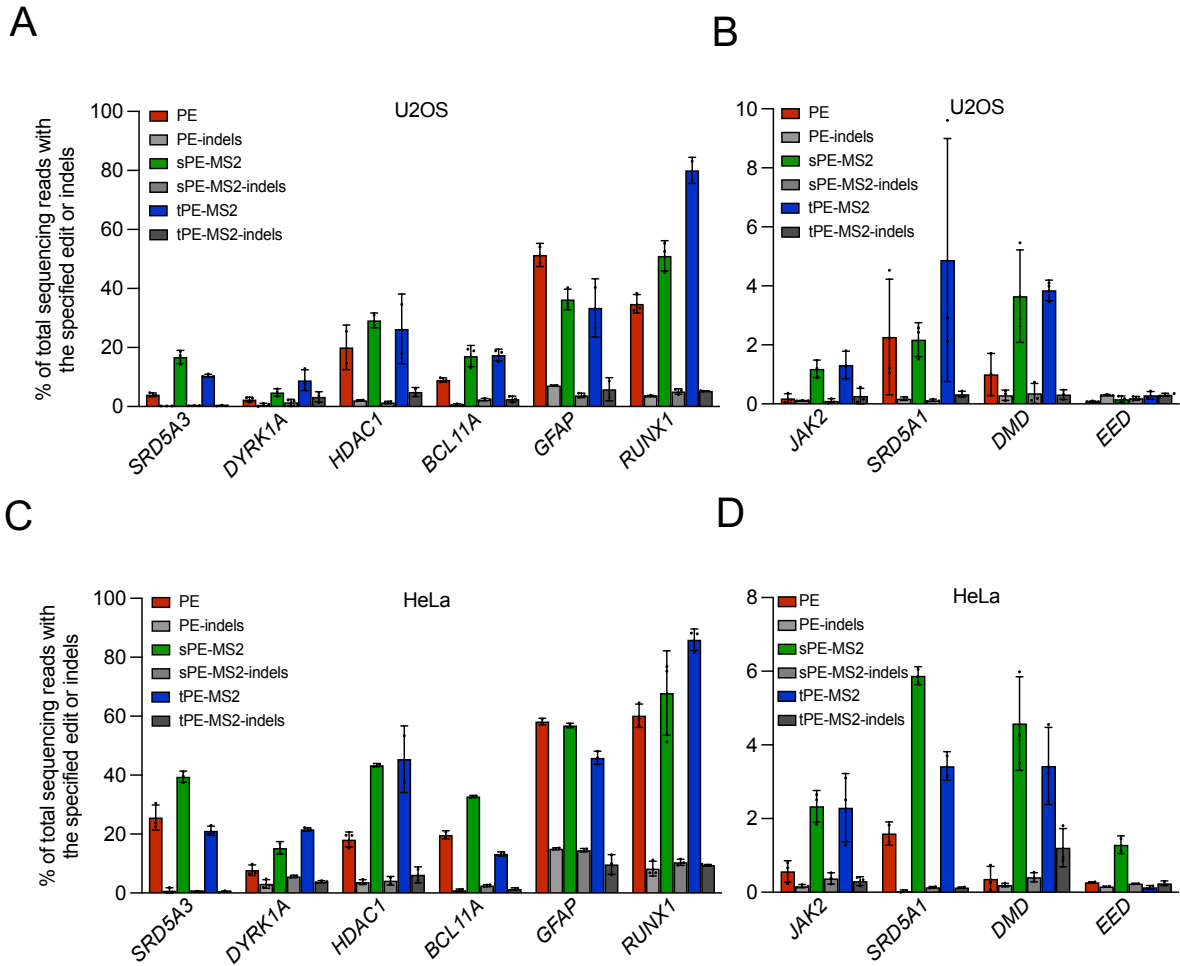 A
% of total sequencing reads with
the specified edit or indels
U2OS
100
80
60
40
20
0
PE
PE-indels
sPE-MS2
sPE-MS2-indels
tPE-MS2
tPE-MS2-indels
SRD5A3
DYRK1A
HDAC1
BCL11A
GFAP
RUNX1
B
U2OS
10
8
6
4
2
0
PE
PE-indels
sPE-MS2
sPE-MS2-indels
tPE-MS2
tPE-MS2-indels
JAK2
SRD5A1
DMD
EED
C
% of total sequencing reads with
the specified edit or indels
HeLa
100
80
60
40
20
0
PE
PE-indels
sPE-MS2
sPE-MS2-indels
tPE-MS2
tPE-MS2-indels
SRD5A3
DYRK1A
HDAC1
BCL11A
GFAP
RUNX1
D
HeLa
8
6
4
2
0
PE
PE-indels
sPE-MS2
sPE-MS2-indels
tPE-MS2
tPE-MS2-indels
JAK2
SRD5A1
DMD
EED